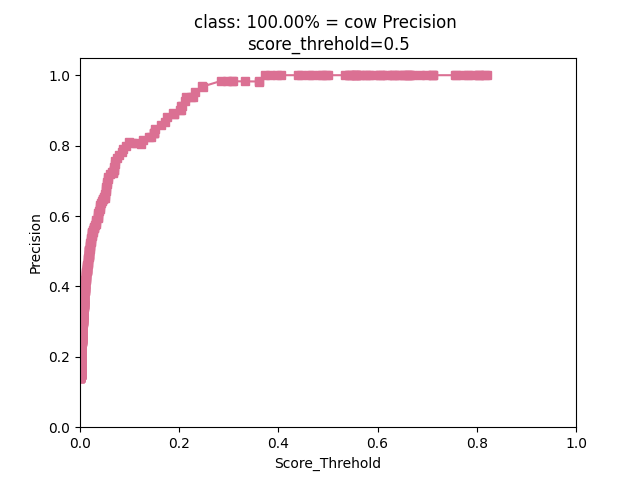 class: 100.00% = cow Precision
score_threhold=0.5
1.0
0.8
0.6
0.4
0.2
0.0
Precision
0.0 0.2 0.4 0.6 0.8 1.0
Score_Threhold